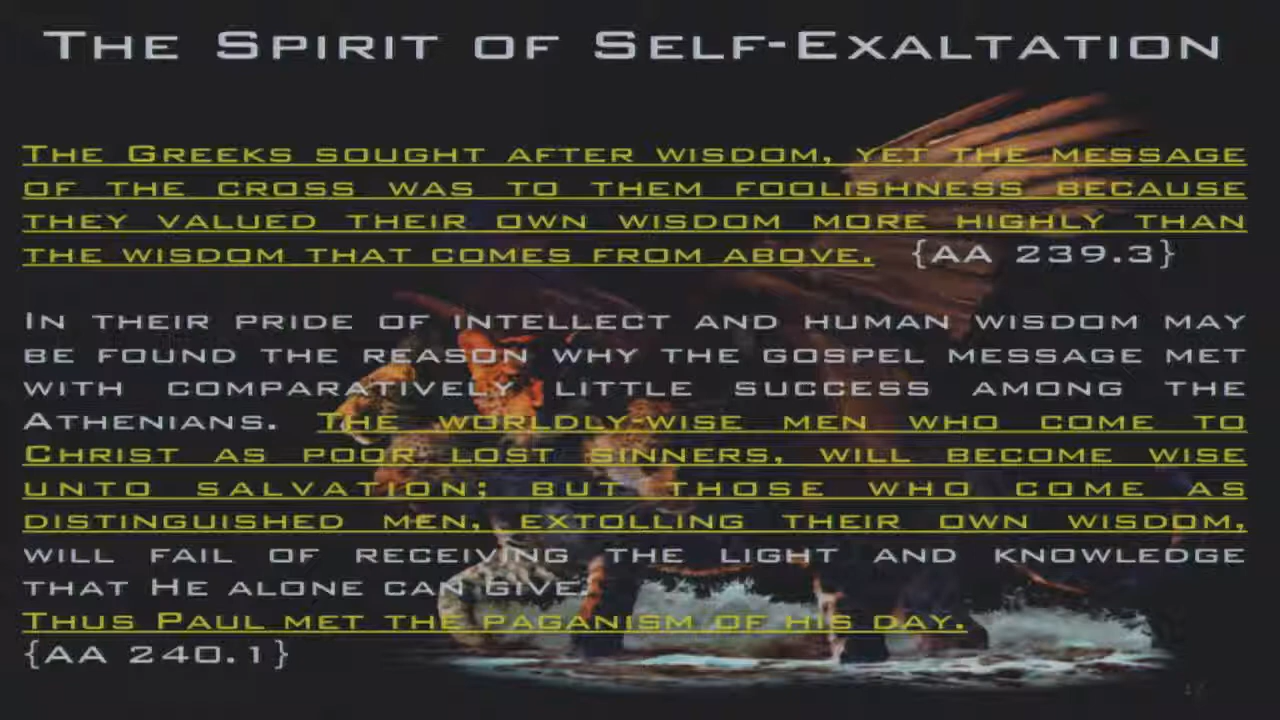 The Spirit of Self-Exaltation
The Greeks sought after wisdom, yet the message
of the cross was to them foolishness because
they valued their own wisdom more highly than
the wisdom that comes from above. {AA 239.3}
In their pride of intellect and human wisdom may
be found the reason why the gospel message met
with comparatively little success among the
Athenians. The worldly-wise men who come to
Christ as poor lost sinners, will become wise
unto salvation; but those who come as
distinguished men, extolling their own wisdom,
will fail of receiving the light and knowledge
that He alone can give.
Thus Paul met the paganism of his day.
{AA 240.1}